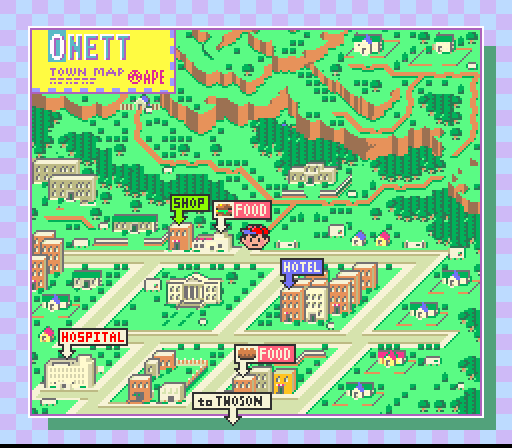 ONETT
TOWN MAP
APE
SHOP
FOOD
HOTEL
HOSPITAL
FOOD
to TWOSON